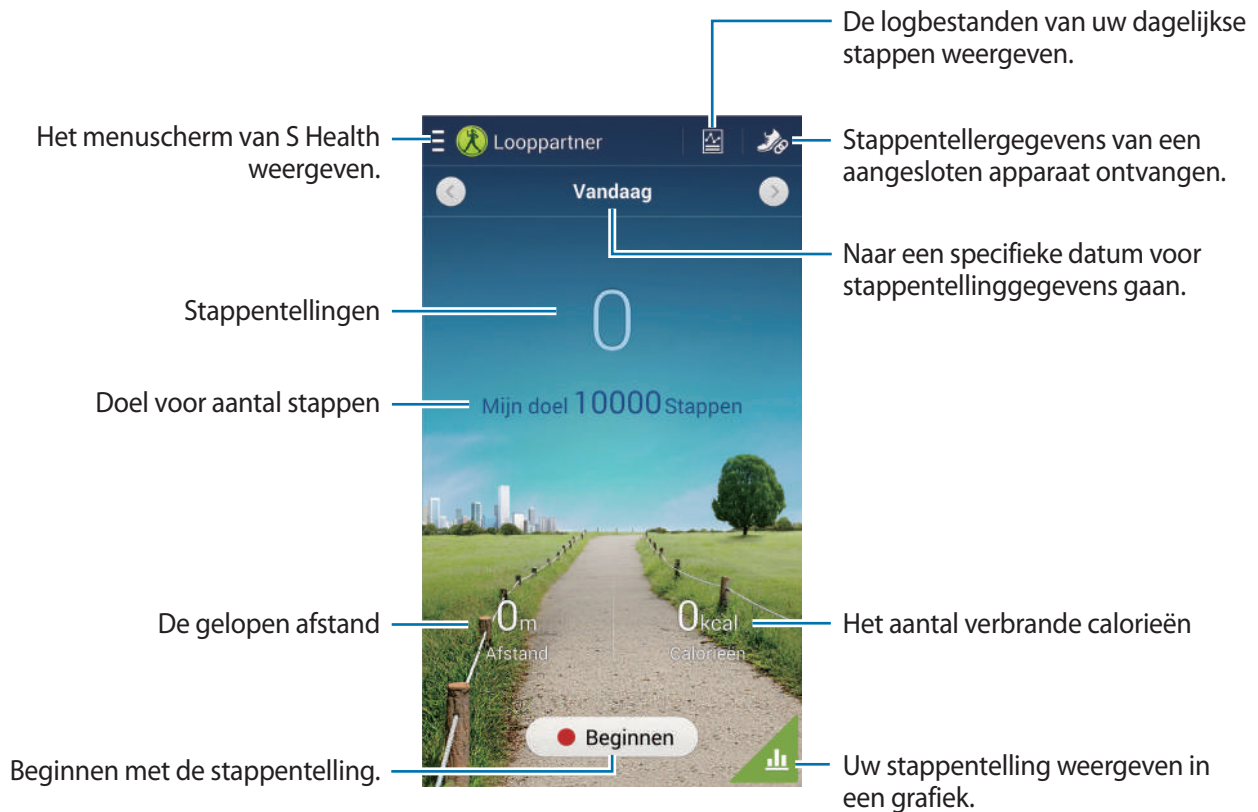 De logbestanden van uw dagelijkse
stappen weergeven.
Het menuscherm van S Health
weergeven.
Looppartner
Stappentellergegevens van een
aangesloten apparaat ontvangen.
Vandaag
Naar een specifieke datum voor
stappentellinggegevens gaan.
Stappentellingen
0
Doel voor aantal stappen
Mijn doel 10000 Stappen
De gelopen afstand
0m
Afstand
0kcal
Calorieën
Het aantal verbrande calorieën
Beginnen
Beginnen met de stappentelling.
Uw stappentelling weergeven in
een grafiek.